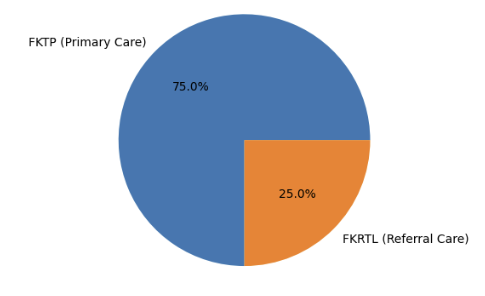 FKTP (Primary Care)
75.0%
25.0%
FKRTL (Referral Care)